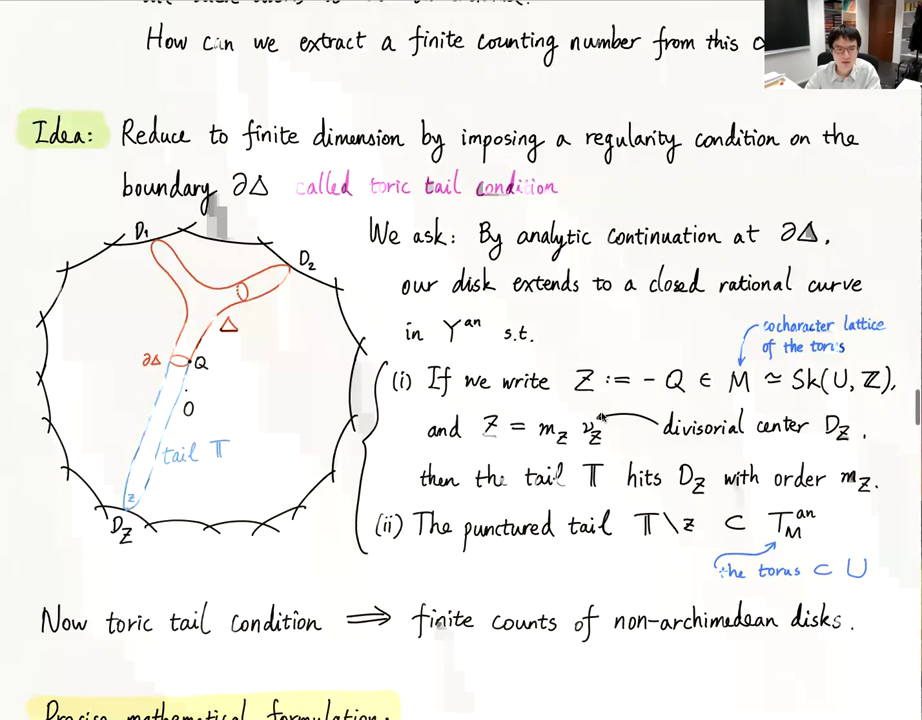 How can we extract a finite counting number from this
Idea: Reduce to finite dimension by imposing a regularity condition on the
boundary ∂Δ called toric tail condition
D₁
D₂
Δ
∂Δ
Q
O
tail 𝕋
z
D_Z
We ask: By analytic continuation at ∂Δ,
our disk extends to a closed rational curve
in Y^an s.t.
cocharacter lattice
of the torus
(i) If we write Z := -Q ∈ M ≃ Sk(U, ℤ),
and Z = m_Z ν_Z divisorial center D_Z.
then the tail 𝕋 hits D_Z with order m_Z.
(ii) The punctured tail 𝕋\z ⊂ T_M^an
the torus ⊂ U
Now toric tail condition ⟹ finite counts of non-archimedean disks.
Precise mathematical formulation: